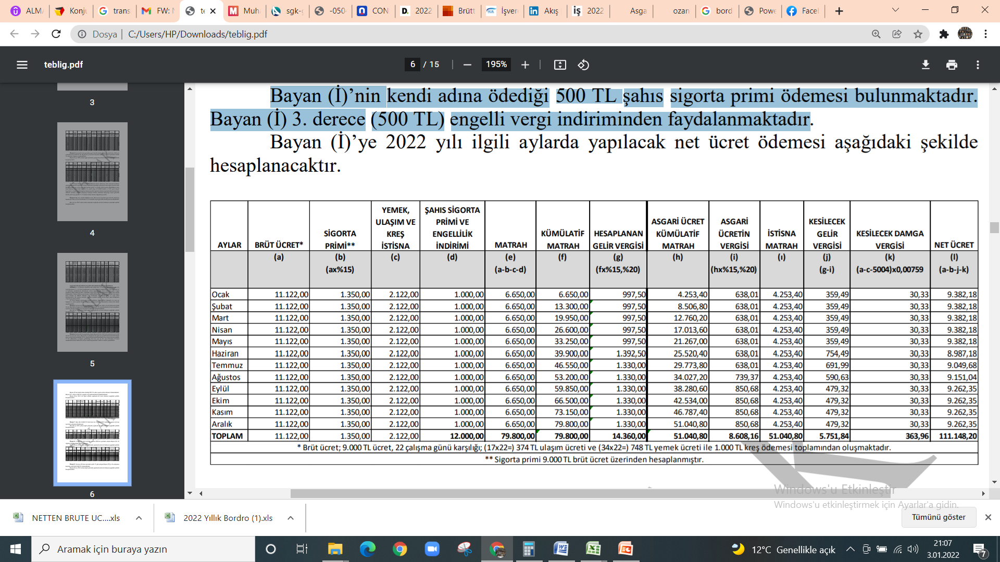 ALMA
Konju
trans
FW: N
te
Muh
sgk-g
-050
CON
2022
Brütt
İşver
Akış
2022
Asga
ozan
bord
Powe
Facel
Dosya | C:/Users/HP/Downloads/teblig.pdf
teblig.pdf
6 / 15
195%
3
4
5
6
Bayan (İ)’nin kendi adına ödediği 500 TL şahıs sigorta primi ödemesi bulunmaktadır.
Bayan (İ) 3. derece (500 TL) engelli vergi indiriminden faydalanmaktadır.
Bayan (İ)’ye 2022 yılı ilgili aylarda yapılacak net ücret ödemesi aşağıdaki şekilde
hesaplanacaktır.
AYLAR BRÜT ÜCRET* SİGORTA PRİMİ** YEMEK, ULAŞIM VE KREŞ İSTİSNA ŞAHIS SİGORTA PRİMİ VE ENGELLİLİK İNDİRİMİ MATRAH KÜMÜLATİF MATRAH HESAPLANAN GELİR VERGİSİ ASGARİ ÜCRET KÜMÜLATİF MATRAH ASGARİ ÜCRETİN VERGİSİ İSTİSNA MATRAH KESİLECEK GELİR VERGİSİ KESİLECEK DAMGA VERGİSİ NET ÜCRET
(a) (b) (c) (d) (e) (f) (g) (h) (i) (ı) (j) (k) (l)
(ax%15) (a-b-c-d) (fx%15,%20) (hx%15,%20) (g-i) (a-c-5004)x0,00759 (a-b-j-k)
Ocak 11.122,00 1.350,00 2.122,00 1.000,00 6.650,00 6.650,00 997,50 4.253,40 638,01 4.253,40 359,49 30,33 9.382,18
Şubat 11.122,00 1.350,00 2.122,00 1.000,00 6.650,00 13.300,00 997,50 8.506,80 638,01 4.253,40 359,49 30,33 9.382,18
Mart 11.122,00 1.350,00 2.122,00 1.000,00 6.650,00 19.950,00 997,50 12.760,20 638,01 4.253,40 359,49 30,33 9.382,18
Nisan 11.122,00 1.350,00 2.122,00 1.000,00 6.650,00 26.600,00 997,50 17.013,60 638,01 4.253,40 359,49 30,33 9.382,18
Mayıs 11.122,00 1.350,00 2.122,00 1.000,00 6.650,00 33.250,00 997,50 21.267,00 638,01 4.253,40 359,49 30,33 9.382,18
Haziran 11.122,00 1.350,00 2.122,00 1.000,00 6.650,00 39.900,00 1.392,50 25.520,40 638,01 4.253,40 754,49 30,33 8.987,18
Temmuz 11.122,00 1.350,00 2.122,00 1.000,00 6.650,00 46.550,00 1.330,00 29.773,80 638,01 4.253,40 691,99 30,33 9.049,68
Ağustos 11.122,00 1.350,00 2.122,00 1.000,00 6.650,00 53.200,00 1.330,00 34.027,20 739,37 4.253,40 590,63 30,33 9.151,04
Eylül 11.122,00 1.350,00 2.122,00 1.000,00 6.650,00 59.850,00 1.330,00 38.280,60 850,68 4.253,40 479,32 30,33 9.262,35
Ekim 11.122,00 1.350,00 2.122,00 1.000,00 6.650,00 66.500,00 1.330,00 42.534,00 850,68 4.253,40 479,32 30,33 9.262,35
Kasım 11.122,00 1.350,00 2.122,00 1.000,00 6.650,00 73.150,00 1.330,00 46.787,40 850,68 4.253,40 479,32 30,33 9.262,35
Aralık 11.122,00 1.350,00 2.122,00 1.000,00 6.650,00 79.800,00 1.330,00 51.040,80 850,68 4.253,40 479,32 30,33 9.262,35
TOPLAM 11.122,00 1.350,00 2.122,00 12.000,00 79.800,00 79.800,00 14.360,00 51.040,80 8.608,16 51.040,80 5.751,84 363,96 111.148,20
* Brüt ücret; 9.000 TL ücret, 22 çalışma günü karşılığı; (17x22=) 374 TL ulaşım ücreti ve (34x22=) 748 TL yemek ücreti ile 1.000 TL kreş ödemesi toplamından oluşmaktadır.
** Sigorta primi 9.000 TL brüt ücret üzerinden hesaplanmıştır.
Windows'u Etkinleştir
Windows'u etkinleştirmek için Ayarlar'a gidin.
NETTEN BRUTE UC....xls
2022 Yıllık Bordro (1).xls
Tümünü göster
Aramak için buraya yazın
12°C Genellikle açık
21:07
3.01.2022
7